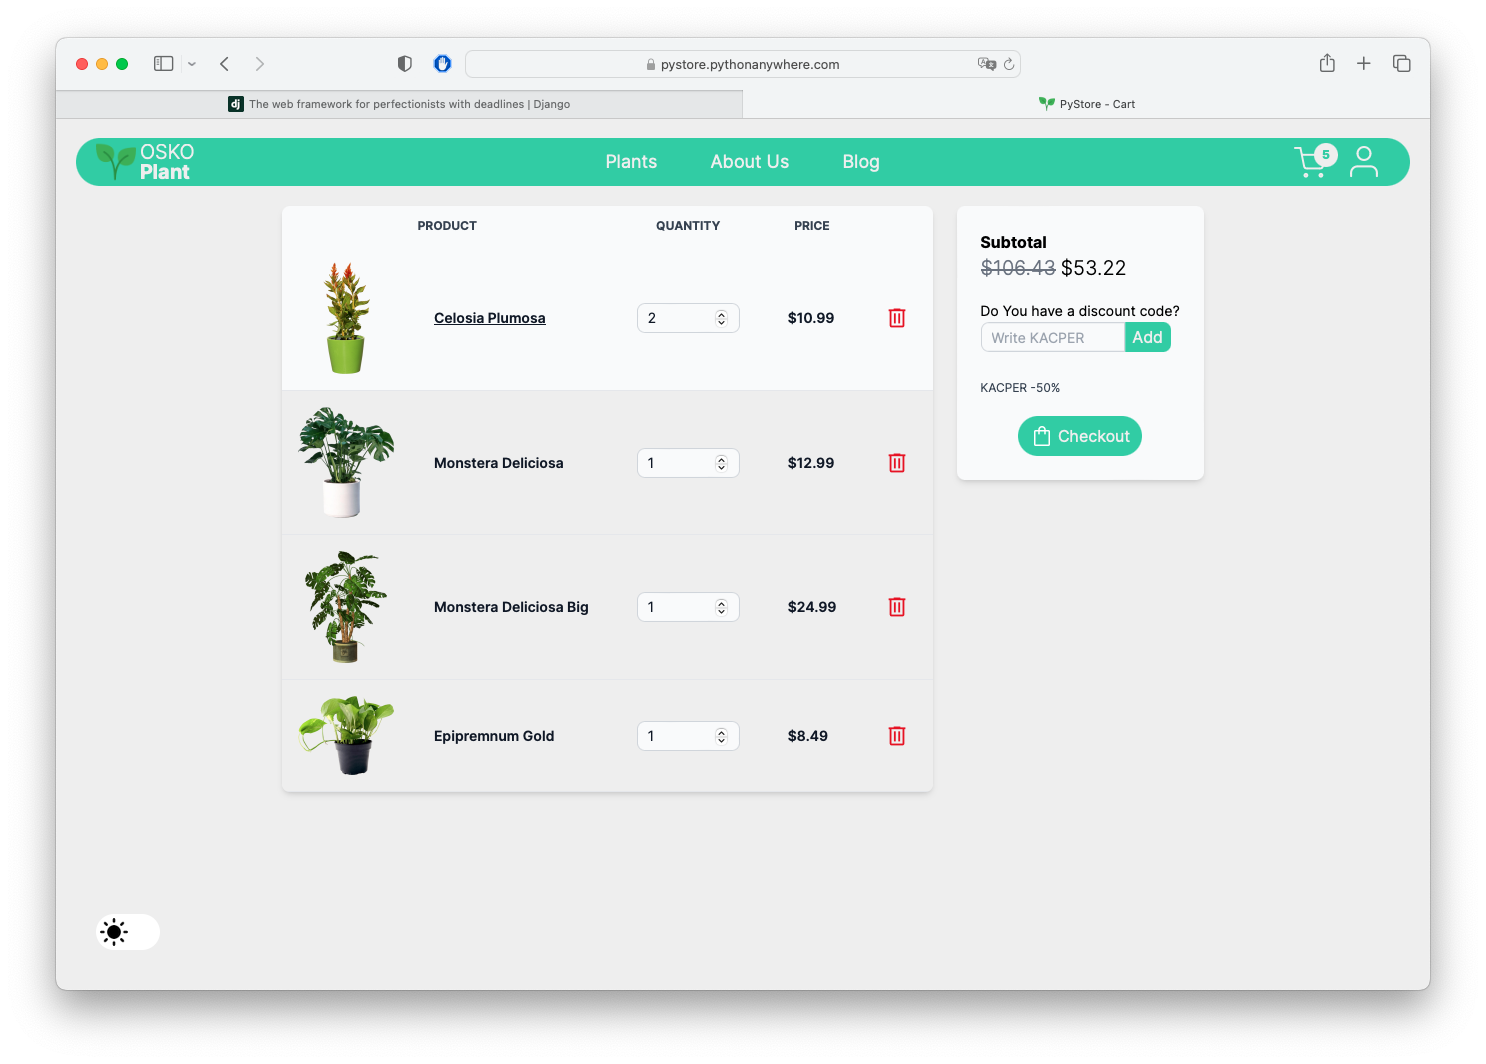 pystore.pythonanywhere.com
dj The web framework for perfectionists with deadlines | Django
PyStore - Cart
OSKO
Plant
Plants About Us Blog
5
PRODUCT QUANTITY PRICE
Celosia Plumosa 2 $10.99
Monstera Deliciosa 1 $12.99
Monstera Deliciosa Big 1 $24.99
Epipremnum Gold 1 $8.49
Subtotal
$106.43 $53.22
Do You have a discount code?
Write KACPER Add
KACPER -50%
Checkout